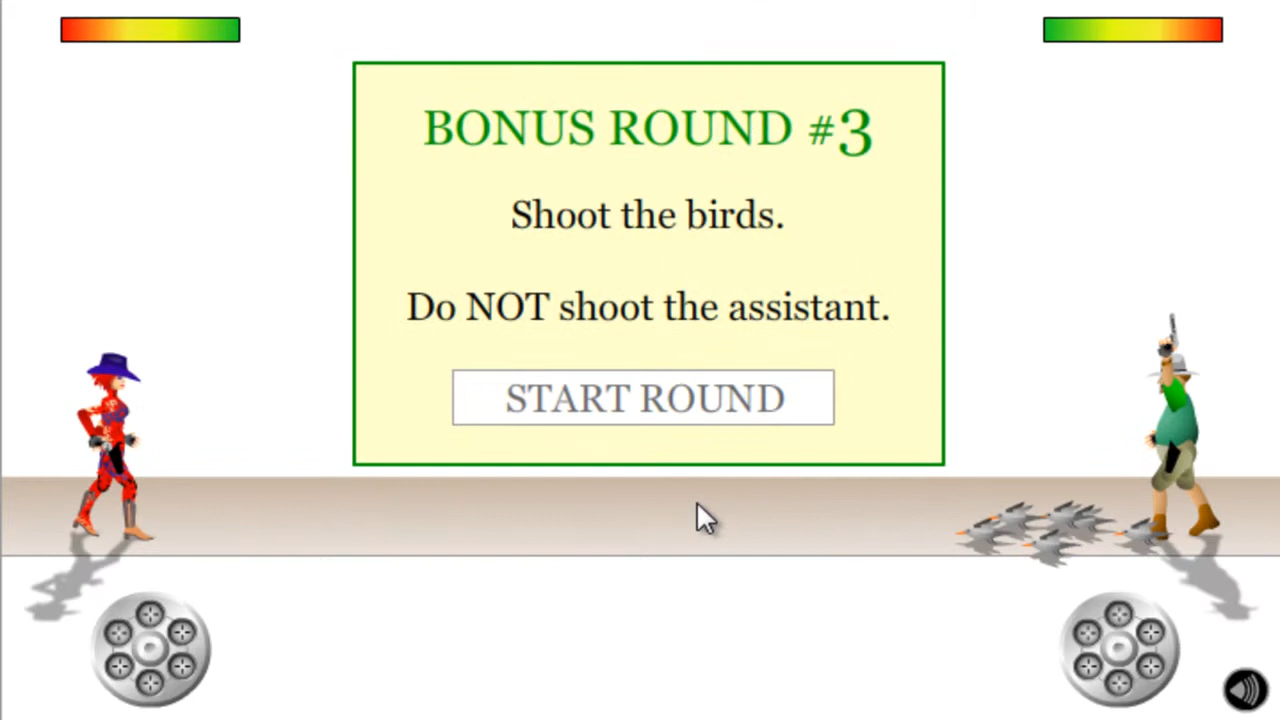 BONUS ROUND #3
Shoot the birds.
Do NOT shoot the assistant.
START ROUND